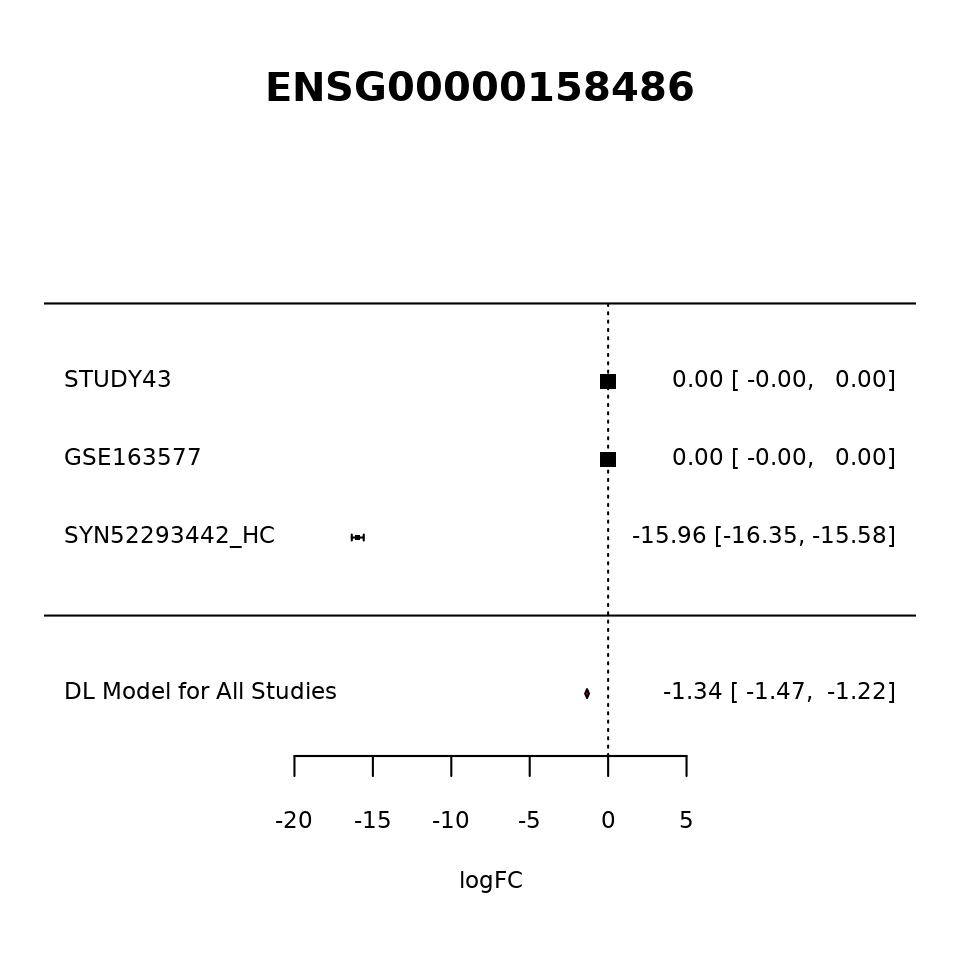 ENSG00000158486
STUDY43 0.00 [ -0.00, 0.00]
GSE163577 0.00 [ -0.00, 0.00]
SYN52293442_HC -15.96 [-16.35, -15.58]
DL Model for All Studies -1.34 [ -1.47, -1.22]
-20 -15 -10 -5 0 5
logFC